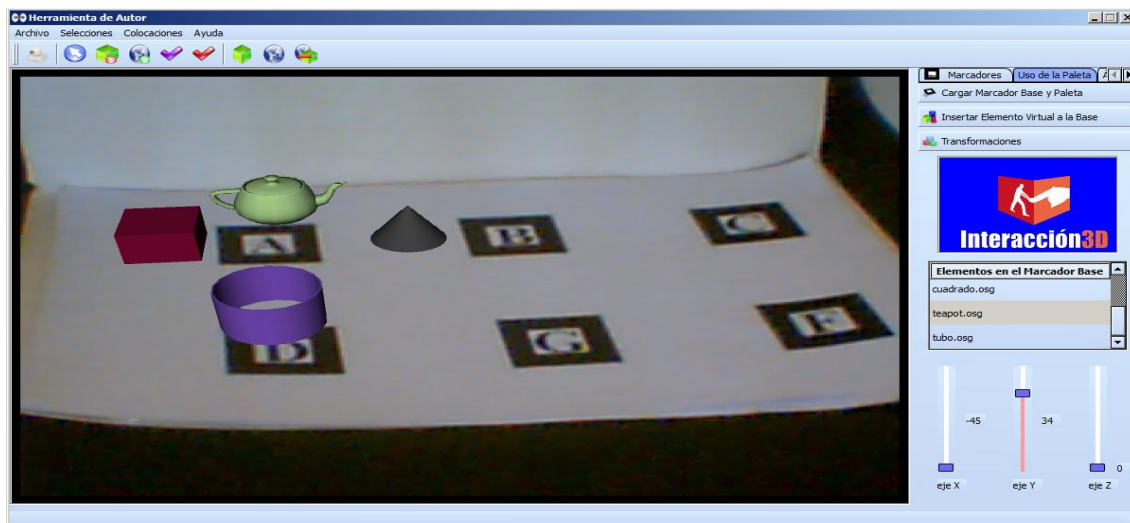 Herramienta de Autor
Archivo Selecciones Colocaciones Ayuda
Marcadores Uso de la Paleta
Cargar Marcador Base y Paleta
Insertar Elemento Virtual a la Base
Transformaciones
Interacción3D
Elementos en el Marcador Base
cuadrado.osg
teapot.osg
tubo.osg
A B C
D G F
-45 34 0
eje X eje Y eje Z